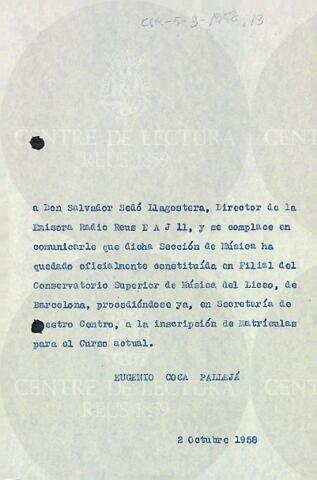 COR-5-3-1958,13
CENTRE DE LECTURA
REUS 1859
a Don Salvador Sedó Llagostera, Director de la
Emisora Radio Reus E A J 11, y se complace en
comunicarle que dicha Sección de Música ha
quedado oficialmente constituída en Filial del
Conservatorio Superior de Música del Liceo, de
Barcelona, procediéndose ya, en Secretaría de
estro Centro, a la inscripción de Matrículas
para el Curso actual.
EUGENIO COCA PALLEJÁ
CENTRE DE LECTURA
REUS 1859
2 Octubre 1958